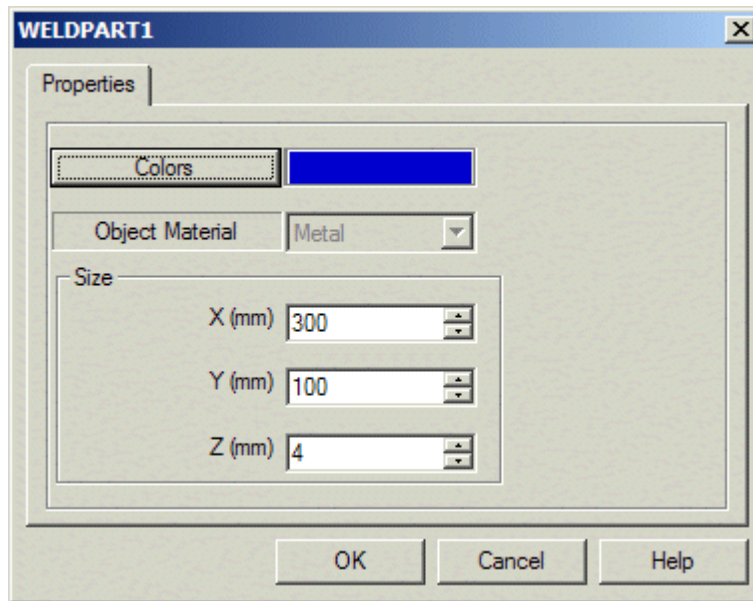 WELDPART1
Properties
Colors
Object Material Metal
Size
X (mm) 300
Y (mm) 100
Z (mm) 4
OK Cancel Help